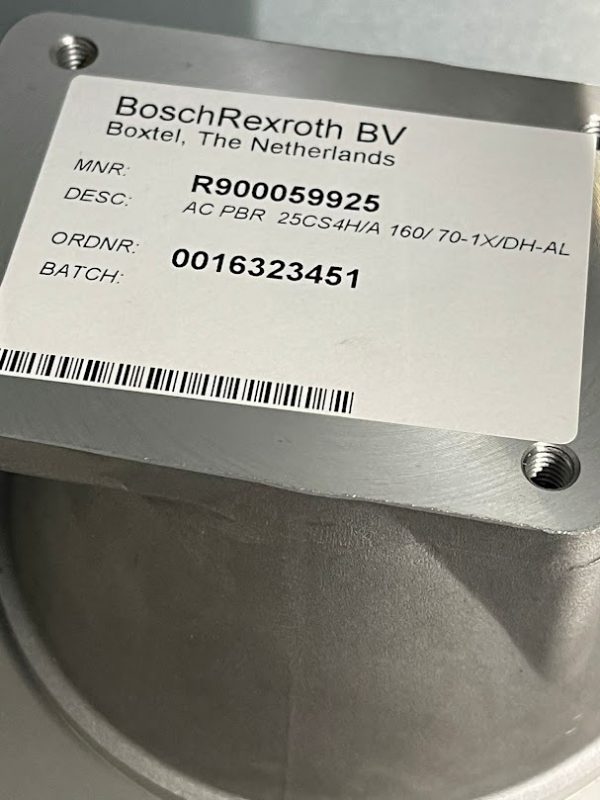 BoschRexroth BV
Boxtel, The Netherlands
MNR: R900059925
DESC: AC PBR 25CS4H/A 160/ 70-1X/DH-AL
ORDNR: 0016323451
BATCH: